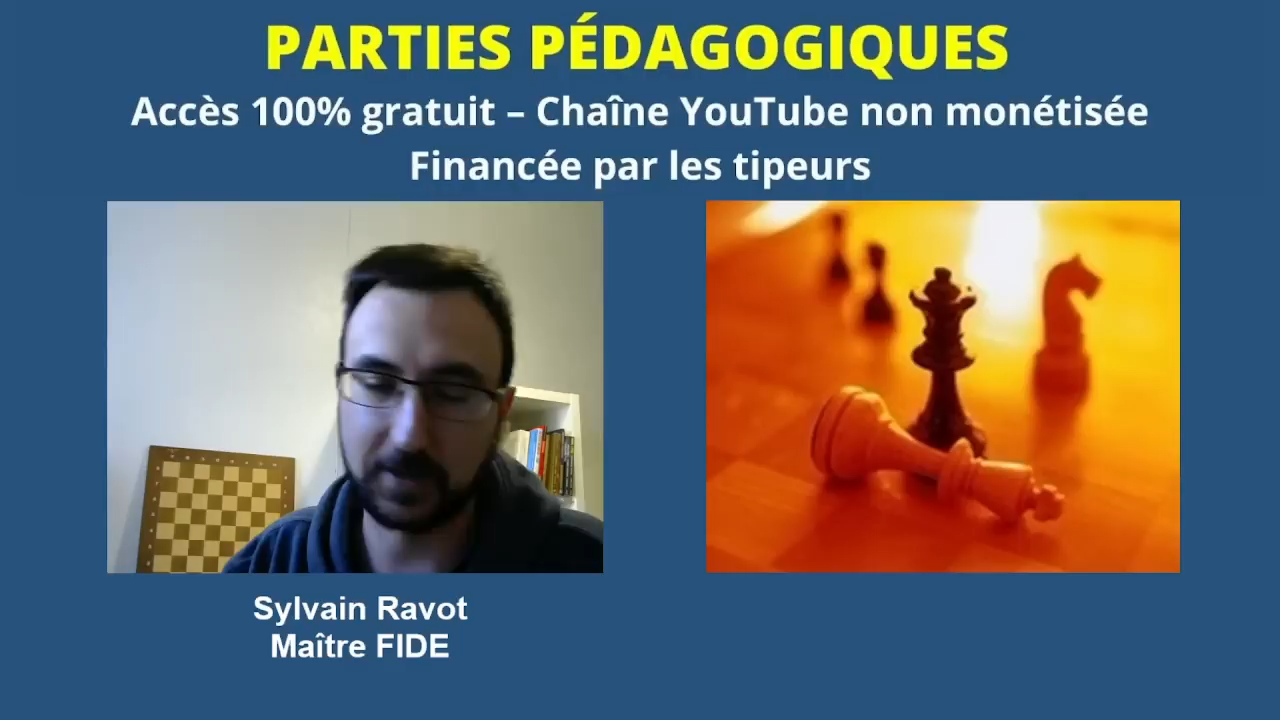 PARTIES PÉDAGOGIQUES
Accès 100% gratuit – Chaîne YouTube non monétisée
Financée par les tipeurs
Sylvain Ravot
Maître FIDE